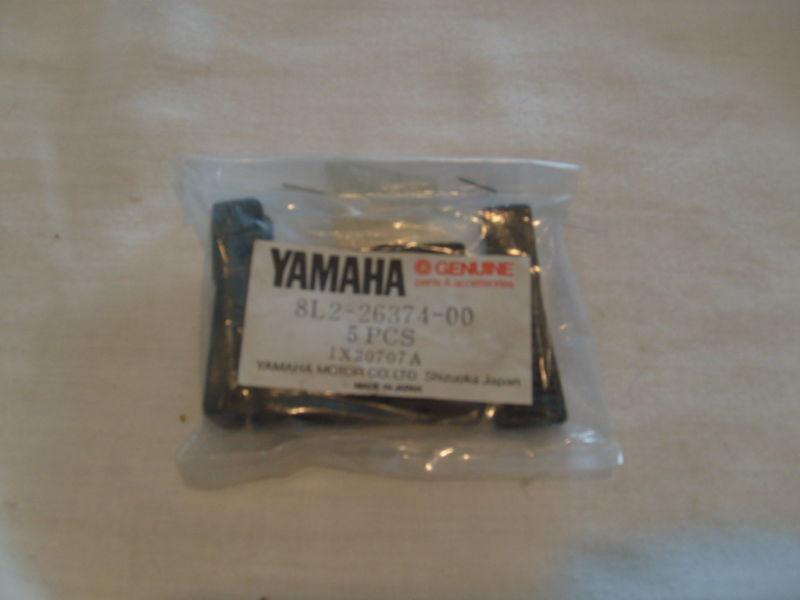 YAMAHA GENUINE
parts & accessories
8L2-26374-00
5 PCS
1X20707A
YAMAHA MOTOR CO., LTD. Shizuoka Japan
MADE IN JAPAN